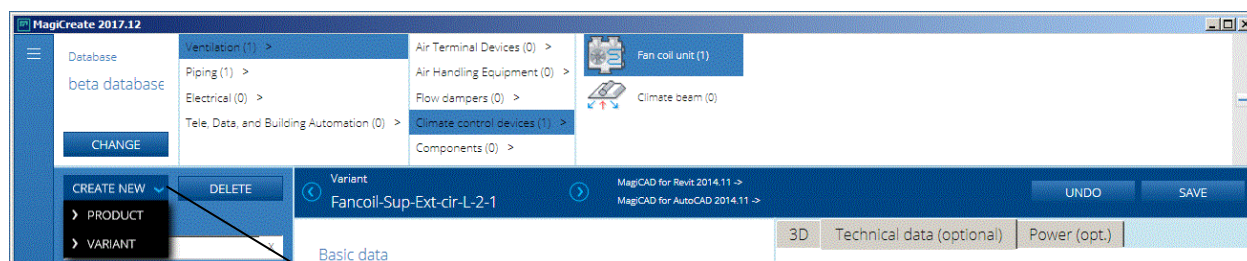 MagiCreate 2017.12
Database
beta database
CHANGE
Ventilation (1) >
Piping (1) >
Electrical (0) >
Tele, Data, and Building Automation (0) >
Air Terminal Devices (0) >
Air Handling Equipment (0) >
Flow dampers (0) >
Climate control devices (1) >
Components (0) >
Fan coil unit (1)
Climate beam (0)
CREATE NEW
DELETE
> PRODUCT
> VARIANT
x
Variant
Fancoil-Sup-Ext-cir-L-2-1
MagiCAD for Revit 2014.11 ->
MagiCAD for AutoCAD 2014.11 ->
UNDO
SAVE
Basic data
3D
Technical data (optional)
Power (opt.)